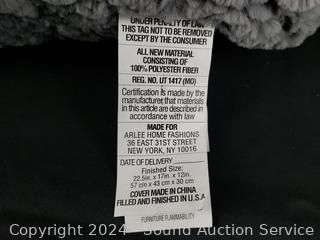 UNDER PENALTY OF LAW
THIS TAG NOT TO BE REMOVED
EXCEPT BY THE CONSUMER
ALL NEW MATERIAL
CONSISTING OF
100% POLYESTER FIBER
REG. NO. UT 1417 (MO)
Certification is made by the
manufacturer that materials
in this article are described in
accordance with law
MADE FOR
ARLEE HOME FASHIONS
36 EAST 31ST STREET
NEW YORK, NY 10016
DATE OF DELIVERY
Finished Size:
22.5in x 17in x 12in
57 cm x 43 cm x 30 cm
COVER MADE IN CHINA
FILLED AND FINISHED IN U.S.A.
FURNITURE FLAMMABILITY
Copyright 2024 Sound Auction Service